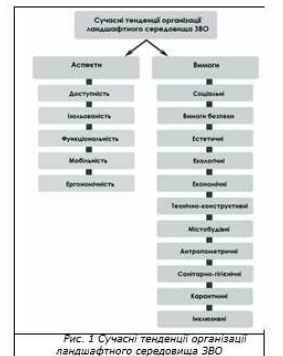 Сучасні тенденції організації
ландшафтного середовища ЗВО
Аспекти
Вимоги
Доступність
Ізольованість
Функціональність
Мобільність
Ергономічність
Соціальні
Вимоги безпеки
Естетичні
Екологічні
Економічні
Технічно-конструктивні
Містобудівні
Антропометричні
Санітарно-гігієнічні
Карантинні
Інклюзивні
Рис. 1 Сучасні тенденції організації
ландшафтного середовища ЗВО